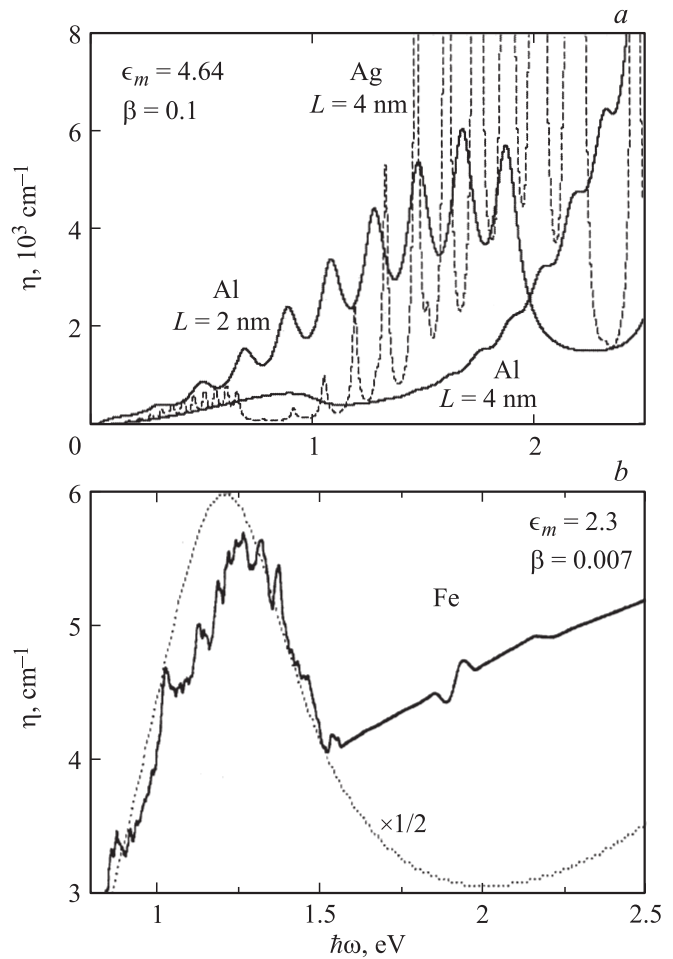 a
8
ϵm = 4.64
β = 0.1
Ag
L = 4 nm
6
η, 10³ cm⁻¹
4
Al
L = 2 nm
2
Al
L = 4 nm
0
1
2
b
6
ϵm = 2.3
β = 0.007
Fe
5
η, cm⁻¹
4
×1/2
3
1
1.5
2
2.5
ħω, eV